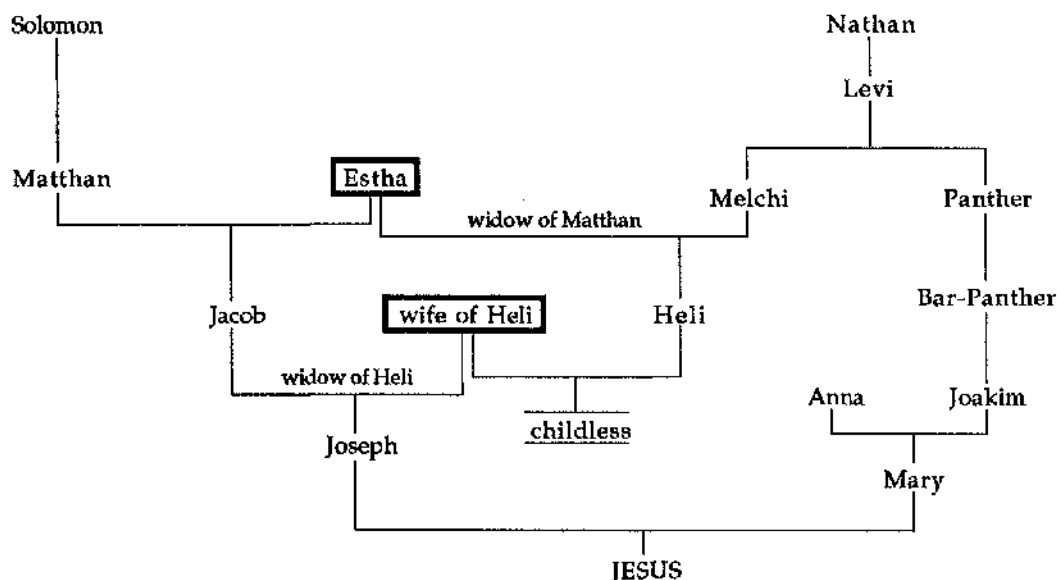 Solomon
Nathan
Levi
Matthan
Estha
Melchi
Panther
widow of Matthan
Jacob
wife of Heli
Heli
Bar-Panther
widow of Heli
Anna
Joakim
childless
Joseph
Mary
JESUS